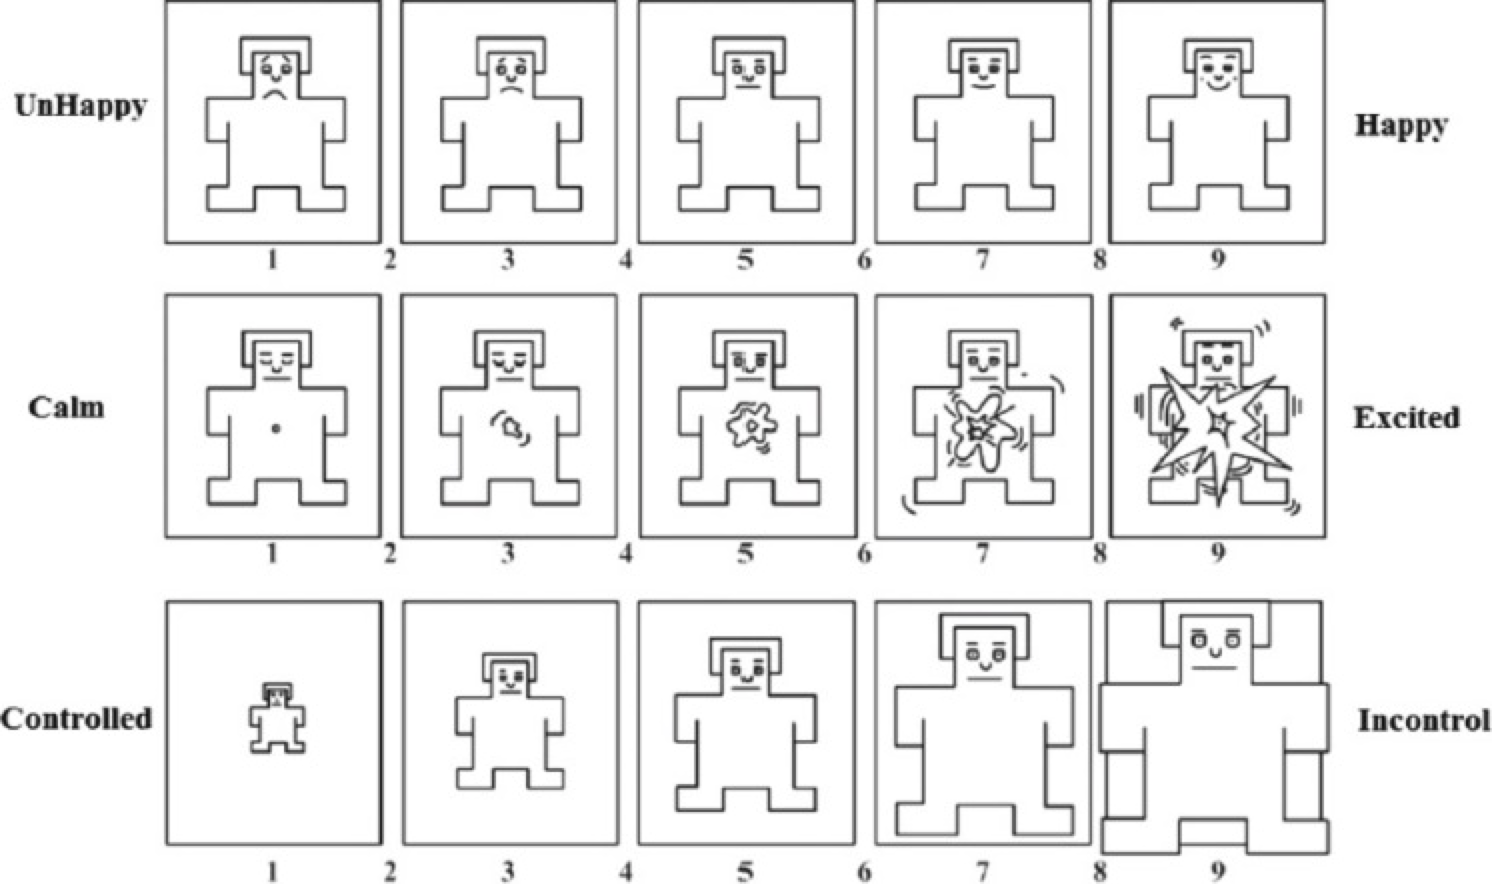 UnHappy
Happy
1 2 3 4 5 6 7 8 9
Calm
Excited
1 2 3 4 5 6 7 8 9
Controlled
Incontrol
1 2 3 4 5 6 7 8 9